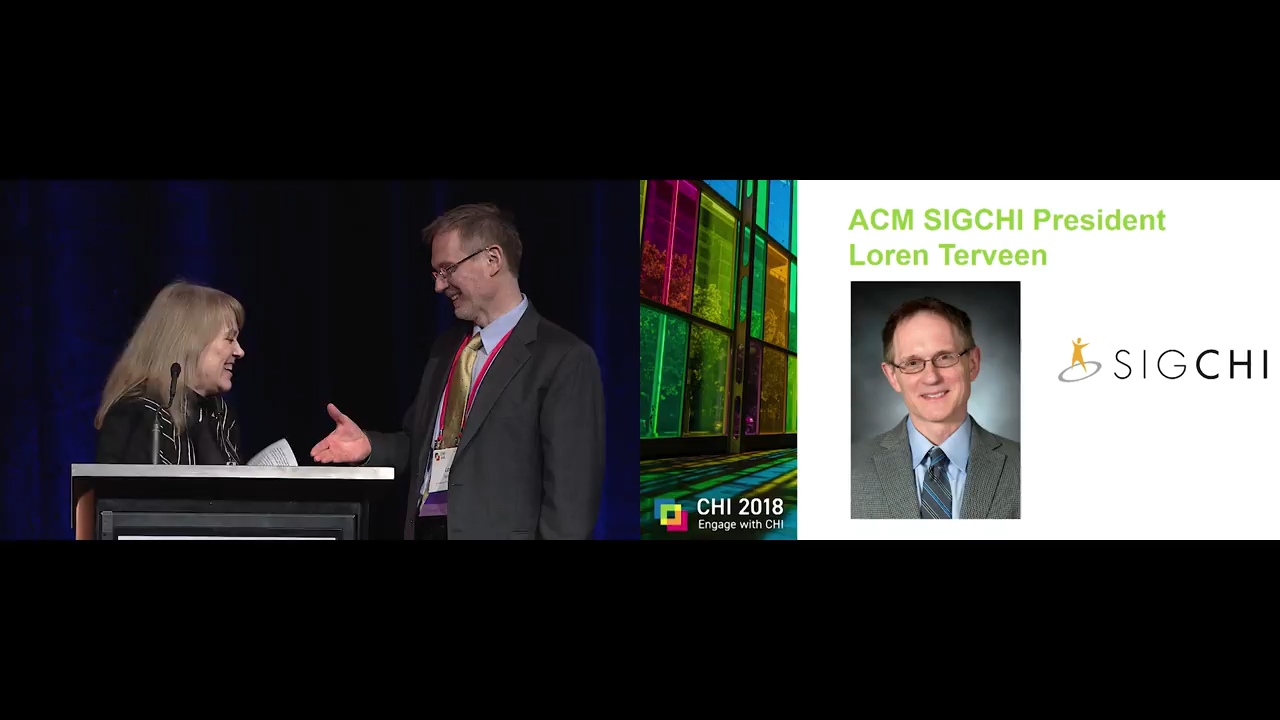 ACM SIGCHI President
Loren Terveen
SIGCHI
CHI 2018
Engage with CHI